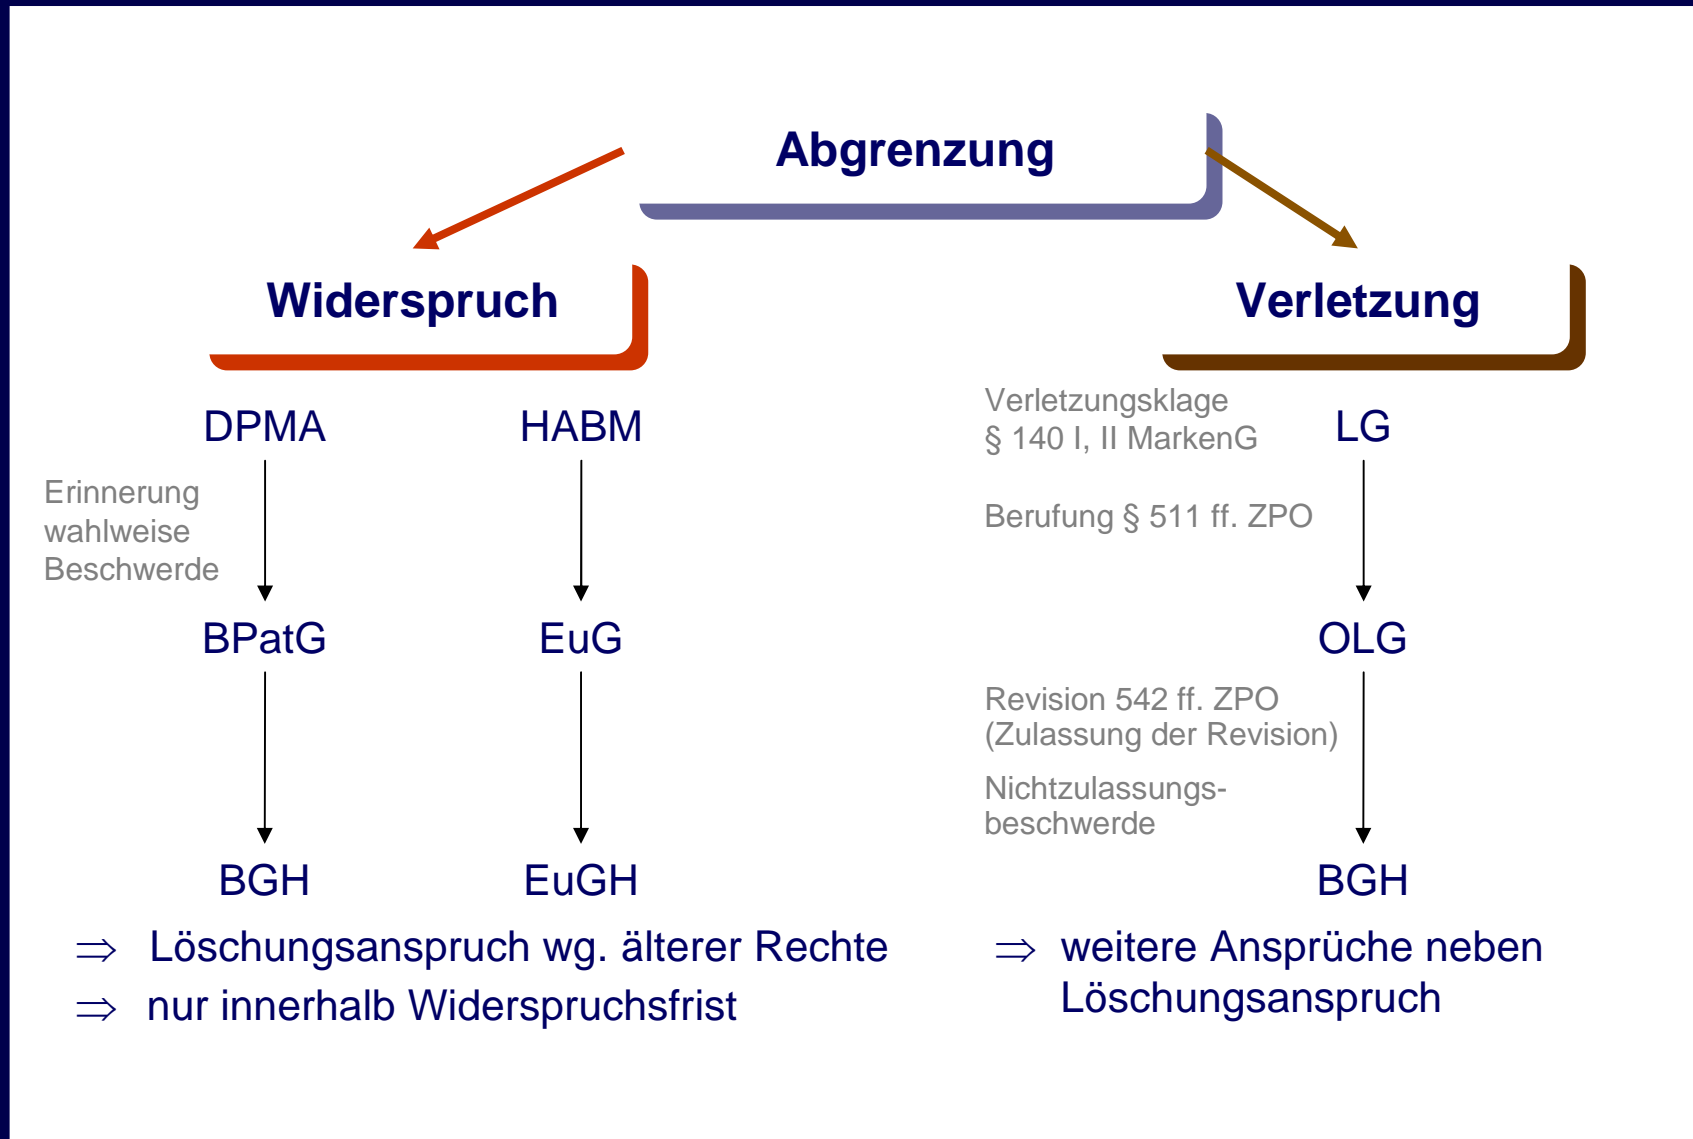 Abgrenzung
Widerspruch
Verletzung
DPMA
HABM
Erinnerung
wahlweise
Beschwerde
BPatG
EuG
BGH
EuGH
⇒ Löschungsanspruch wg. älterer Rechte
⇒ nur innerhalb Widerspruchsfrist
Verletzungsklage
§ 140 I, II MarkenG
LG
Berufung § 511 ff. ZPO
OLG
Revision 542 ff. ZPO
(Zulassung der Revision)
Nichtzulassungs-
beschwerde
BGH
⇒ weitere Ansprüche neben
Löschungsanspruch